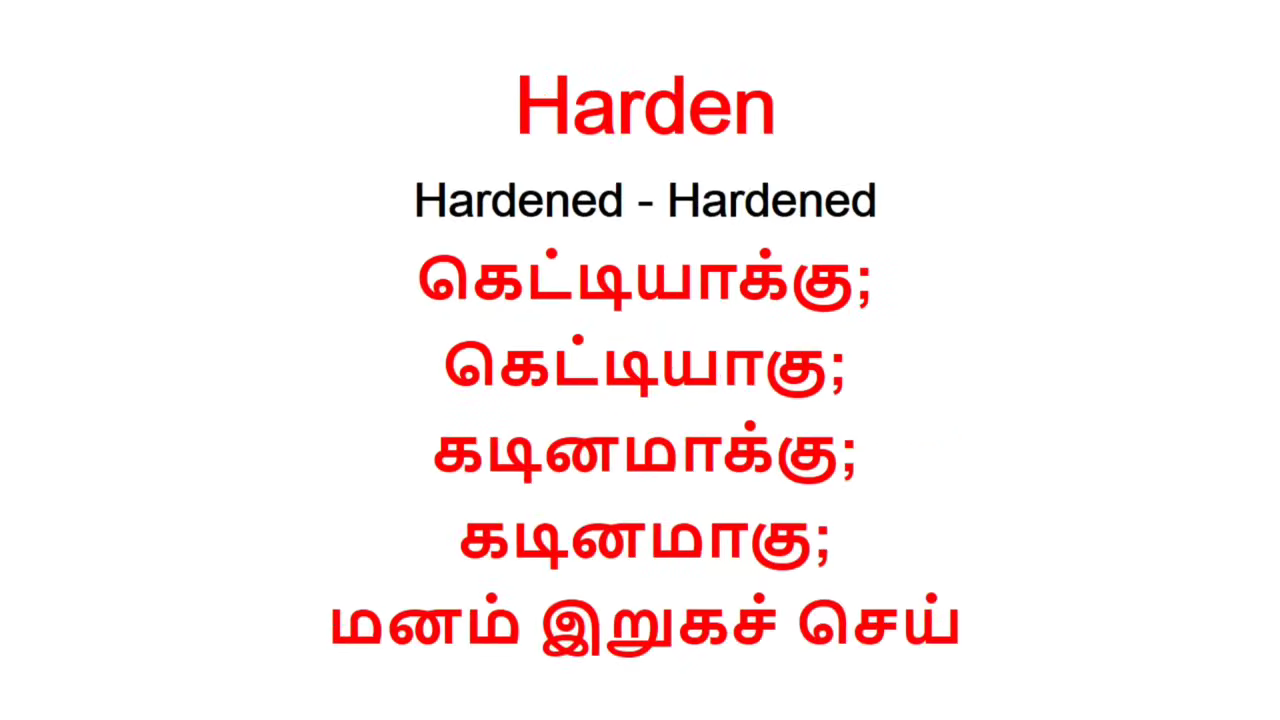 Harden
Hardened - Hardened
கெட்டியாக்கு;
கெட்டியாகு;
கடினமாக்கு;
கடினமாகு;
மனம் இறுகச் செய்